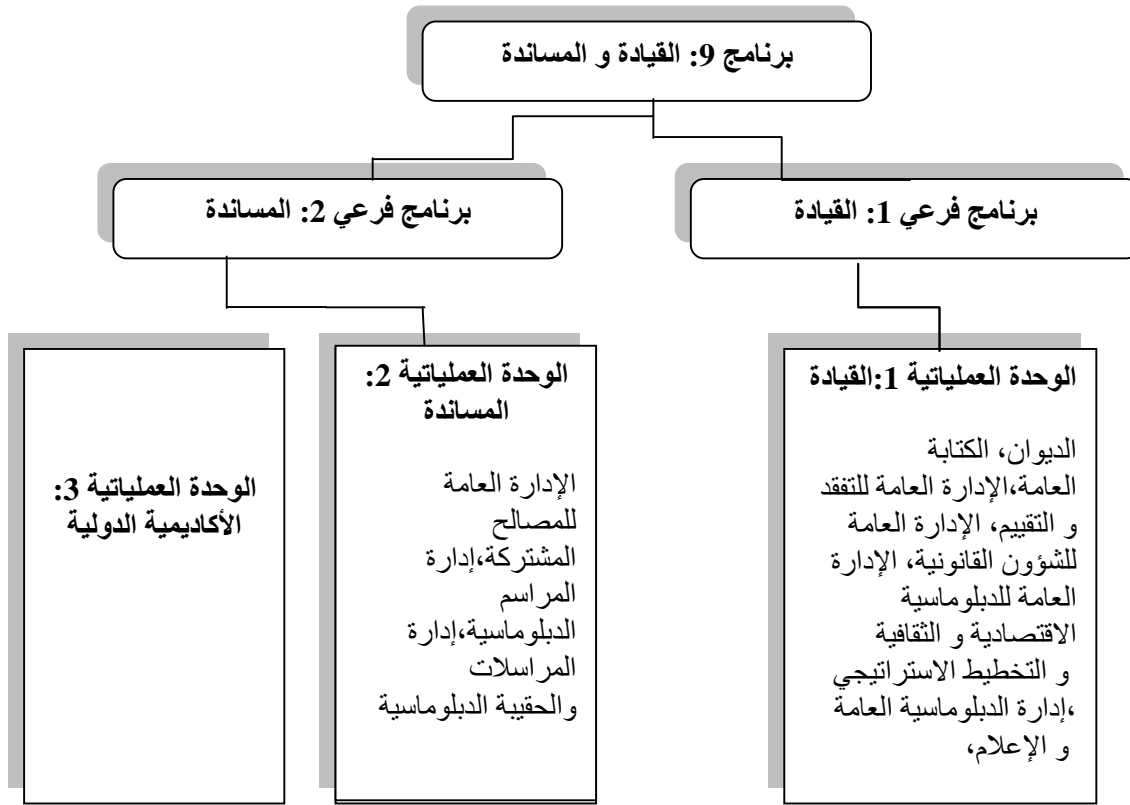 برنامج 9: القيادة و المساندة
برنامج فرعي 1: القيادة
برنامج فرعي 2: المساندة
الوحدة العملياتية 1:القيادة
الديوان، الكتابة
العامة،الإدارة العامة للتفقد
و التقييم، الإدارة العامة
للشؤون القانونية، الإدارة
العامة للدبلوماسية
الاقتصادية و الثقافية
و التخطيط الاستراتيجي
،إدارة الدبلوماسية العامة
و الإعلام،
الوحدة العملياتية 2:
المساندة
الإدارة العامة
للمصالح
المشتركة،إدارة
المراسم
الدبلوماسية،إدارة
المراسلات
والحقيبة الدبلوماسية
الوحدة العملياتية 3:
الأكاديمية الدولية